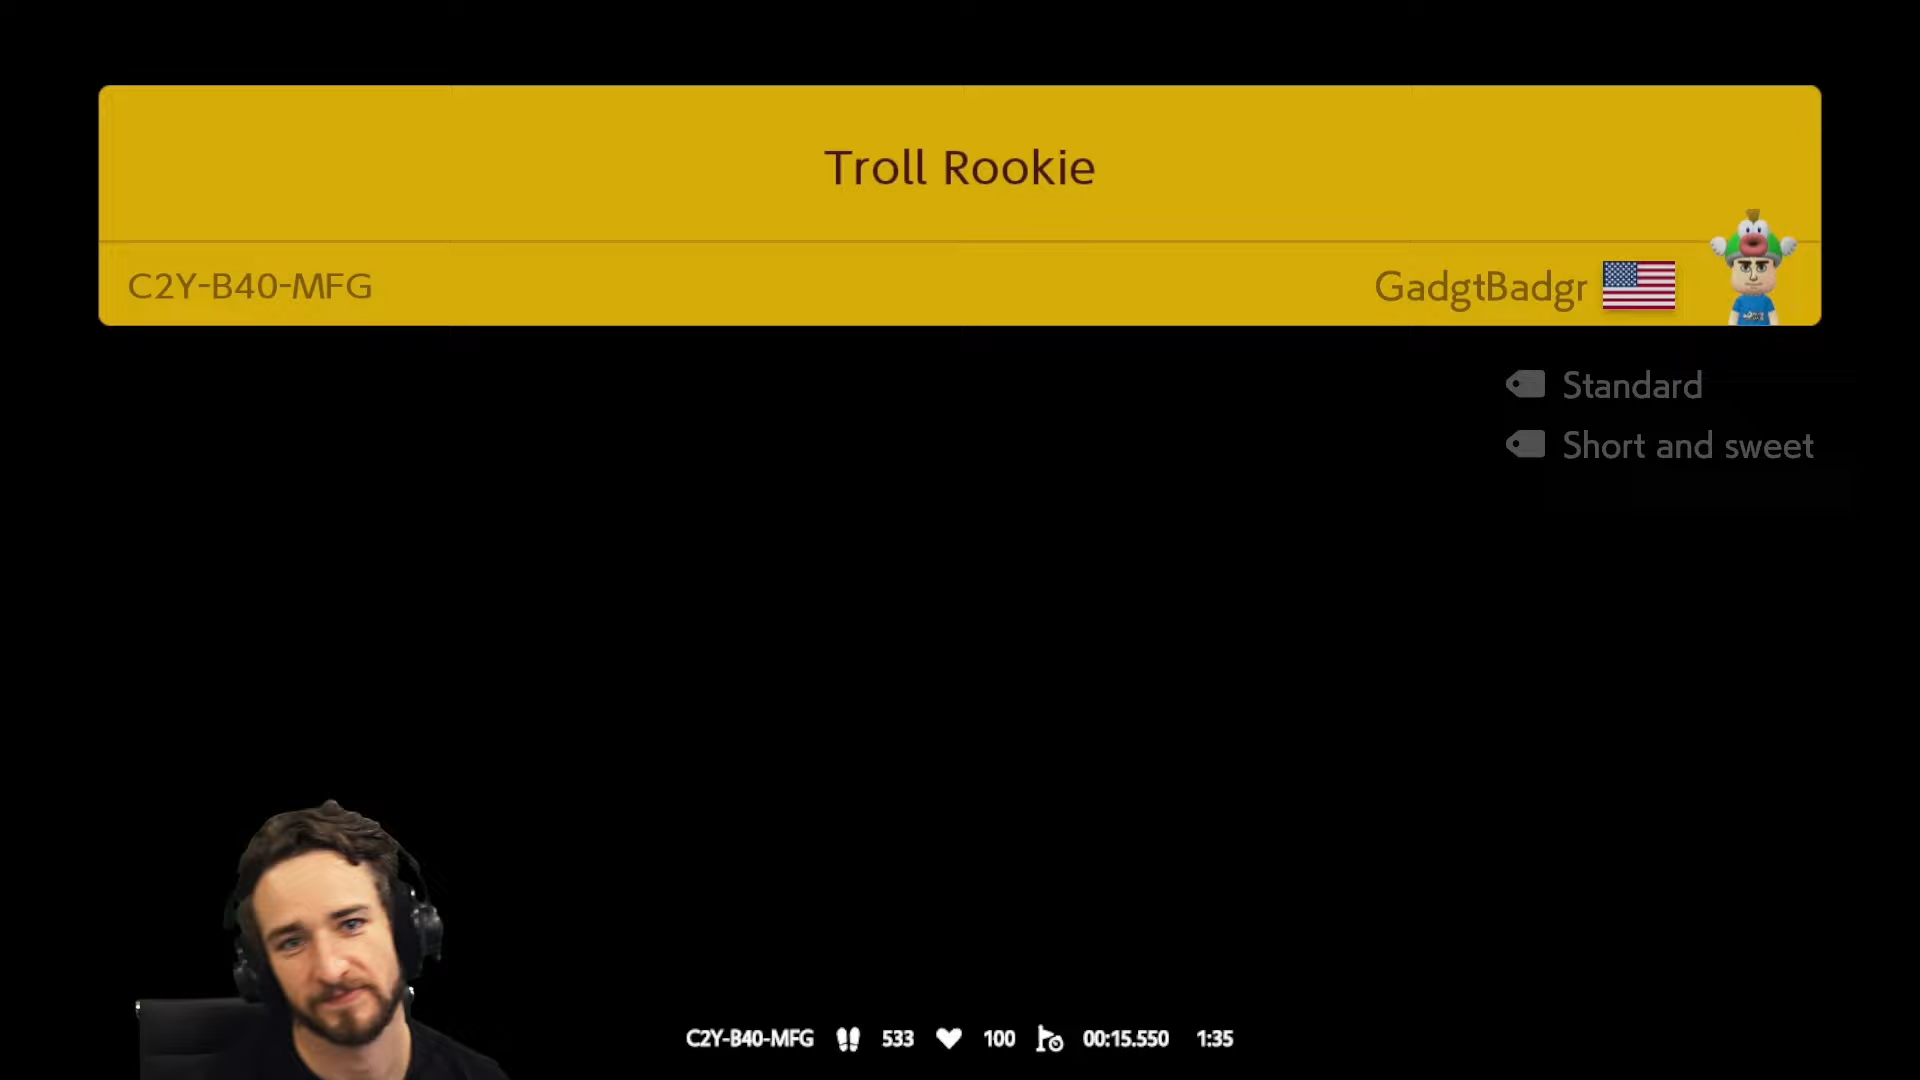 Troll Rookie
C2Y-B40-MFG
GadgtBadgr
Standard
Short and sweet
C2Y-B40-MFG 533 100 00:15.550 1:35